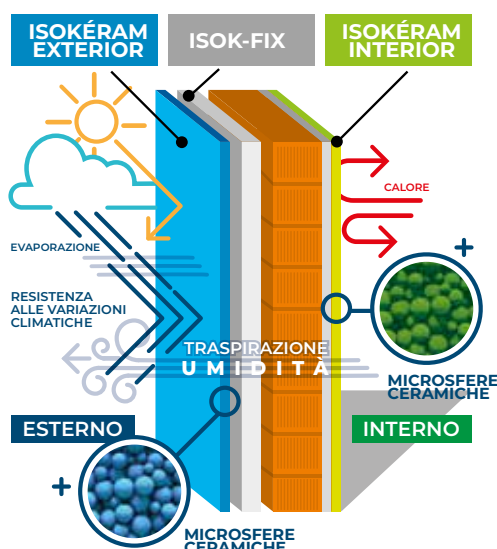 ISOKÉRAM
EXTERIOR
ISOK-FIX
ISOKÉRAM
INTERIOR
CALORE
EVAPORAZIONE
+
RESISTENZA
ALLE VARIAZIONI
CLIMATICHE
TRASPIRAZIONE
UMIDITÀ
MICROSFERE
CERAMICHE
ESTERNO
INTERNO
+
MICROSFERE
CERAMICHE